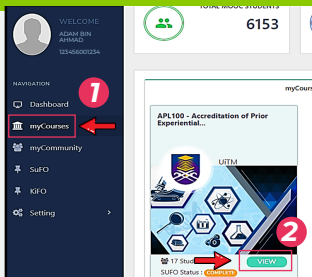 TOTAL MOOC STUDENTS
6153
WELCOME
ADAM BIN
AHMAD
123456001234
NAVIGATION
1
Dashboard
myCourses
myCommunity
SuFO
KIFO
Setting
myCours
APL100 - Accreditation of Prior
Experiential...
UiTM
2
17 Stud
VIEW
SUFO Status : COMPLETE